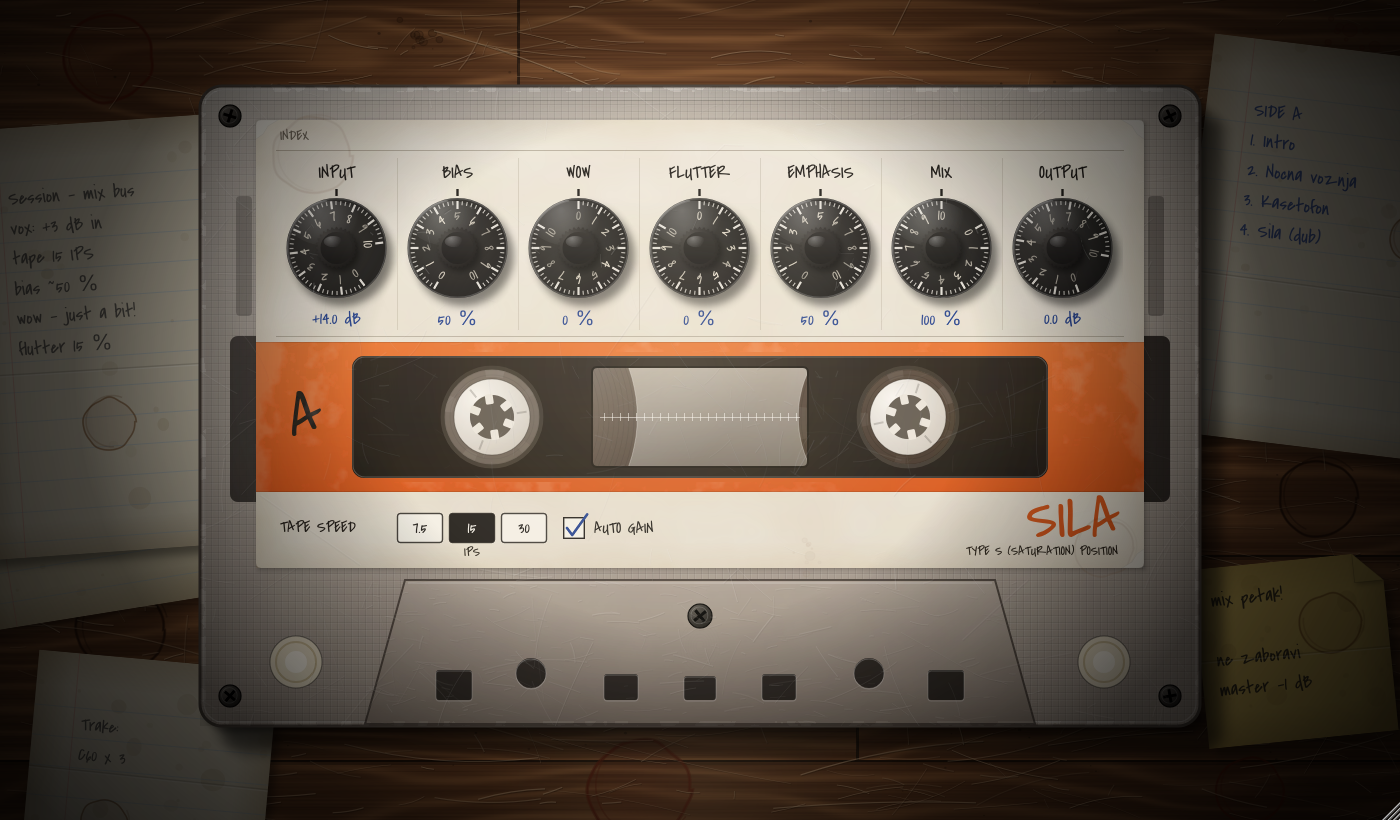 INDEX
INPUT BIAS WOW FLUTTER EMPHASIS MIX OUTPUT
+14.0 dB 50 % 0 % 0 % 50 % 100 % 0.0 dB
A
TAPE SPEED 7.5 15 30 AUTO GAIN
IPS
SILA
TYPE S (SATURATION) POSITION
Session - mix bus
vox: +3 dB in
tape 15 IPS
bias ~50 %
wow - just a bit!
flutter 15 %
Trake:
C60 x 3
SIDE A
1. Intro
2. Nocna voznja
3. Kasetofon
4. Sila (dub)
mix petak!
ne zaboravi
master -1 dB